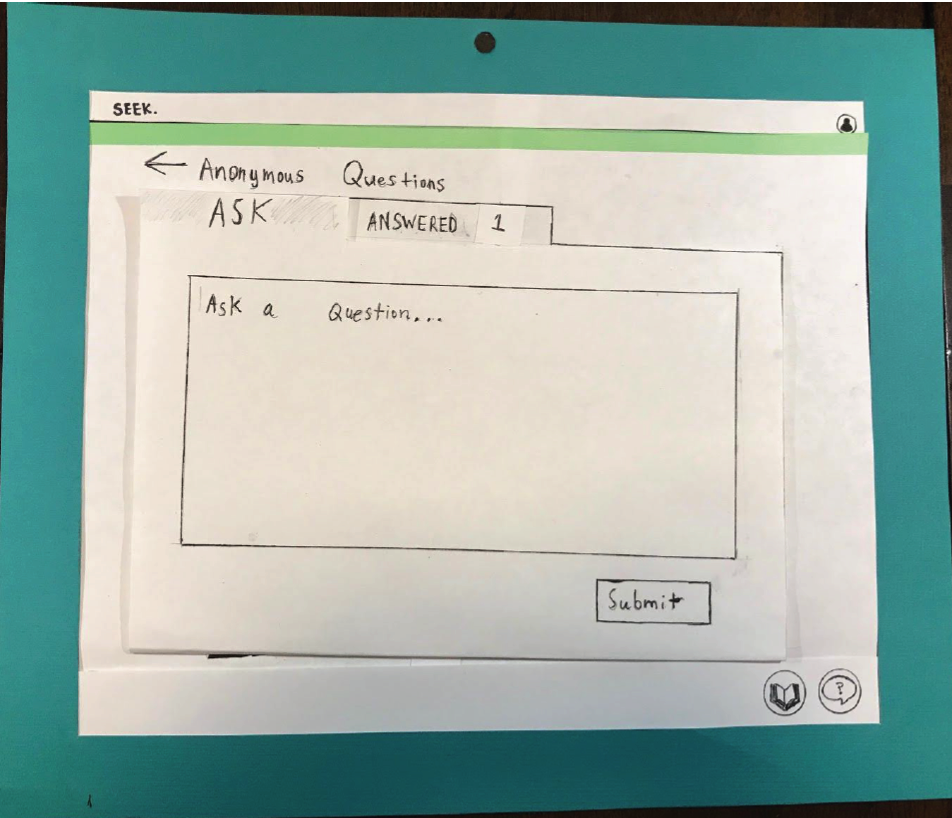 SEEK.
← Anonymous Questions
ASK ANSWERED 1
Ask a Question...
Submit
?